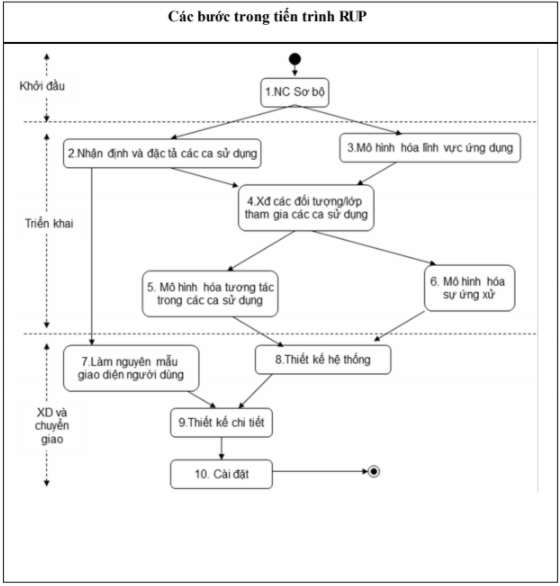 Các bước trong tiến trình RUP
Khởi đầu
1.NC Sơ bộ
2.Nhận định và đặc tả các ca sử dụng
3.Mô hình hóa lĩnh vực ứng dụng
4.Xđ các đối tượng/lớp
tham gia các ca sử dụng
Triển khai
5. Mô hình hóa tương tác
trong các ca sử dụng
6. Mô hình hóa
sự ứng xử
7.Làm nguyên mẫu
giao diện người dùng
8.Thiết kế hệ thống
XD và
chuyển
giao
9.Thiết kế chi tiết
10. Cài đặt